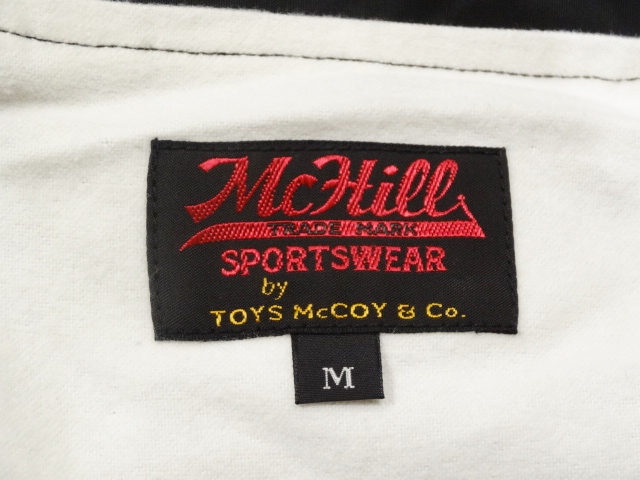 McHill
TRADE MARK
SPORTSWEAR
by
TOYS McCOY & Co.
M